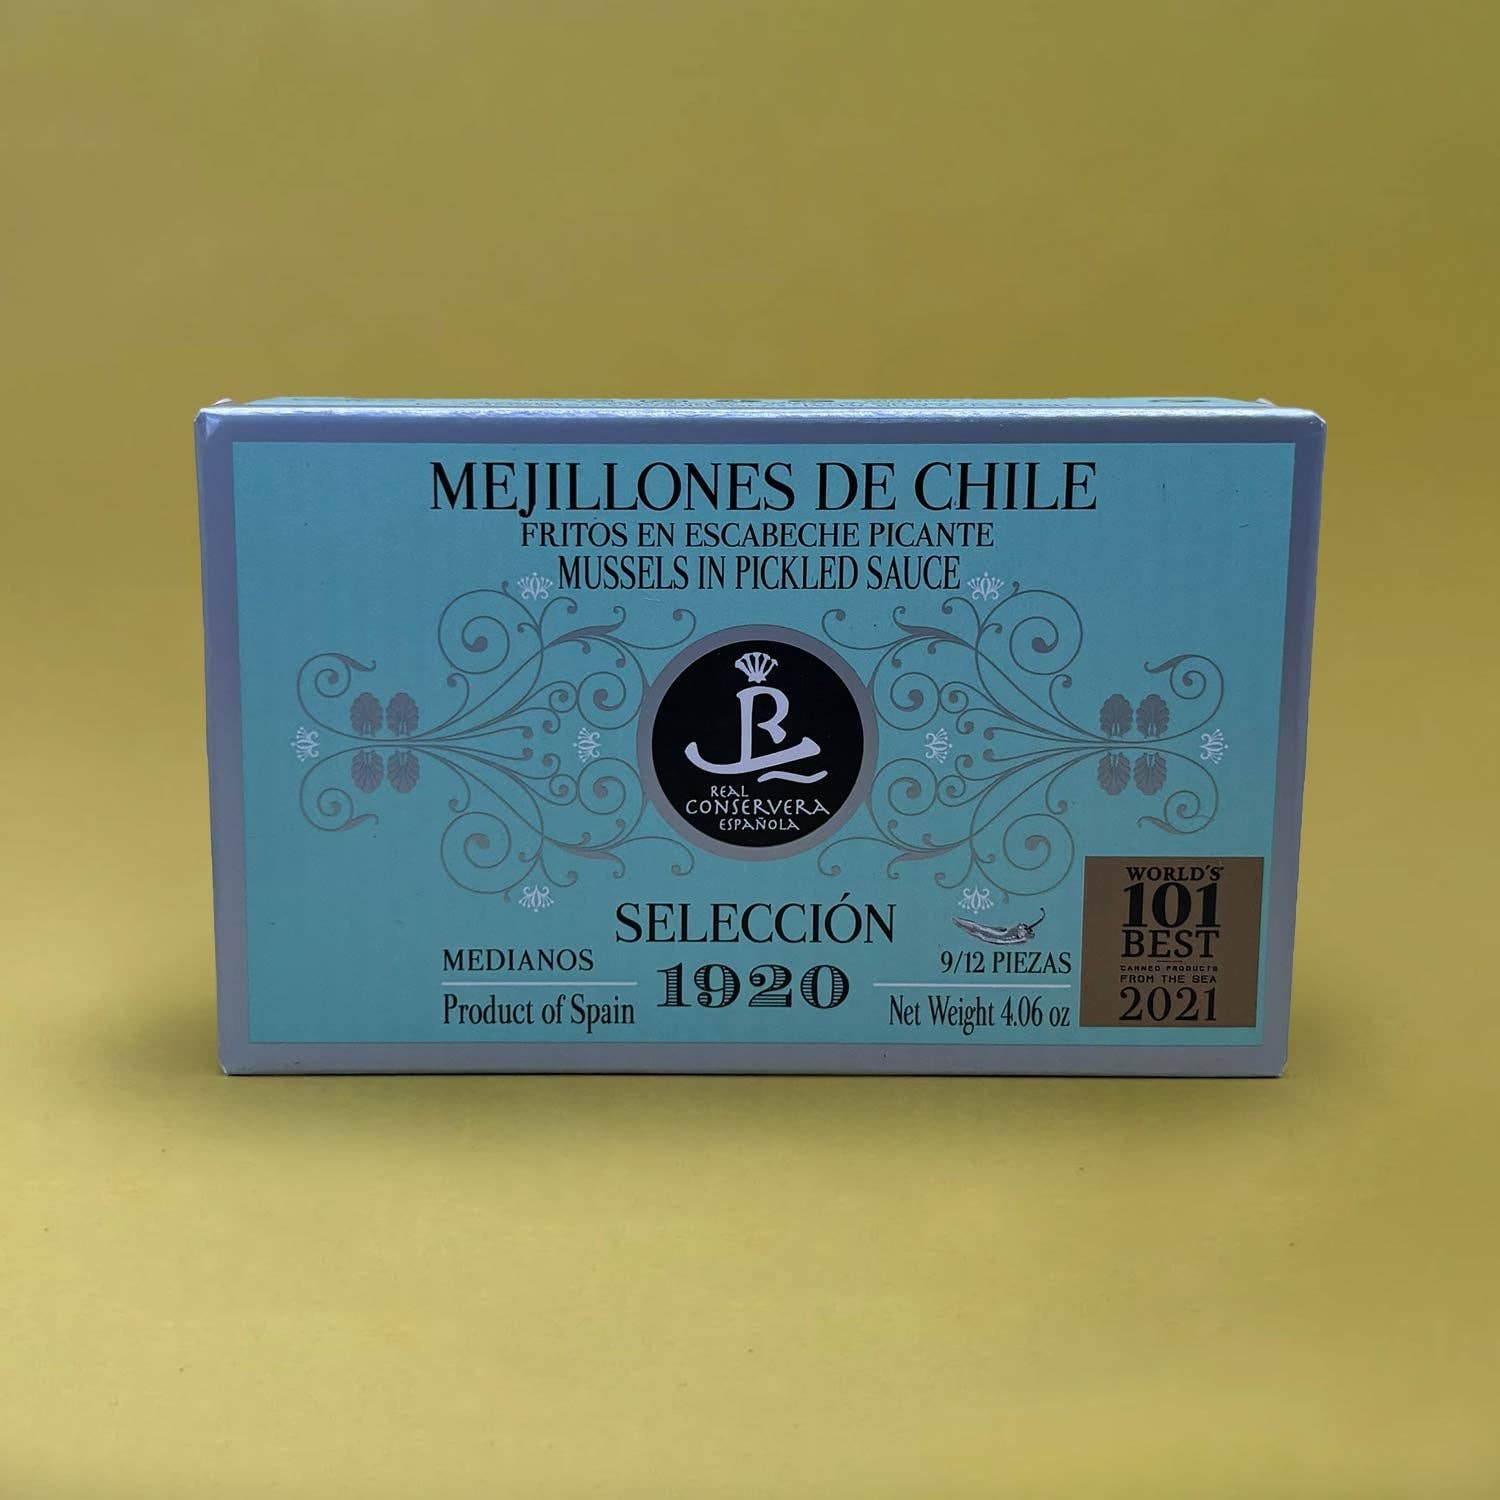 MEJILLONES DE CHILE
FRITOS EN ESCABECHE PICANTE
MUSSELS IN PICKLED SAUCE
REAL
CONSERVERA
ESPAÑOLA
SELECCIÓN
1920
MEDIANOS
Product of Spain
9/12 PIEZAS
Net Weight 4.06 oz
WORLD'S
101
BEST
CANNED PRODUCTS
FROM THE SEA
2021